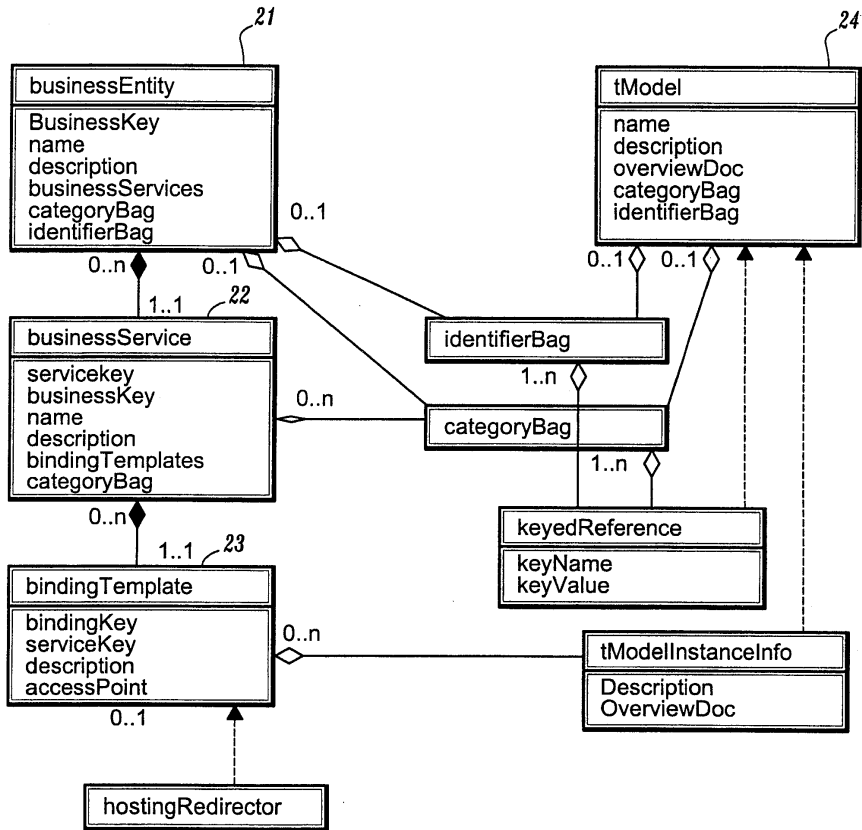 21
24
businessEntity
BusinessKey
name
description
businessServices
categoryBag
identifierBag
tModel
name
description
overviewDoc
categoryBag
identifierBag
0..1
0..n
0..1
0..1
0..1
1..1
22
businessService
servicekey
businessKey
name
description
bindingTemplates
categoryBag
identifierBag
1..n
0..n
categoryBag
1..n
0..n
keyedReference
keyName
keyValue
1..1
23
bindingTemplate
bindingKey
serviceKey
description
accessPoint
0..n
tModelInstanceInfo
Description
OverviewDoc
0..1
hostingRedirector